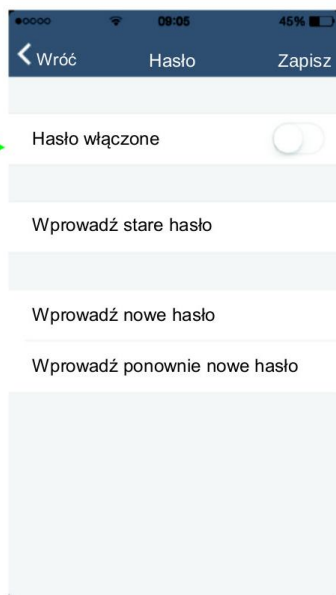 09:05 45%
Wróć Hasło Zapisz
Hasło włączone
Wprowadź stare hasło
Wprowadź nowe hasło
Wprowadź ponownie nowe hasło